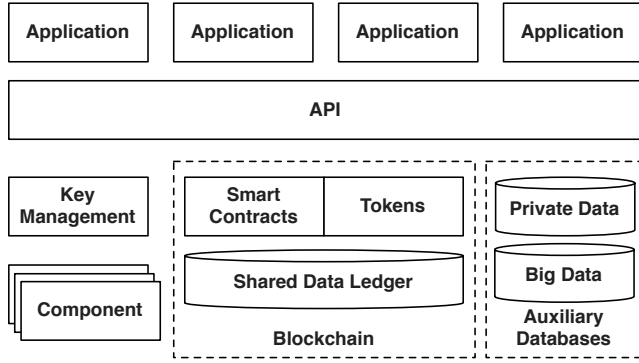 Application
Application
Application
Application
API
Key
Management
Smart
Contracts
Tokens
Private Data
Shared Data Ledger
Big Data
Component
Blockchain
Auxiliary
Databases